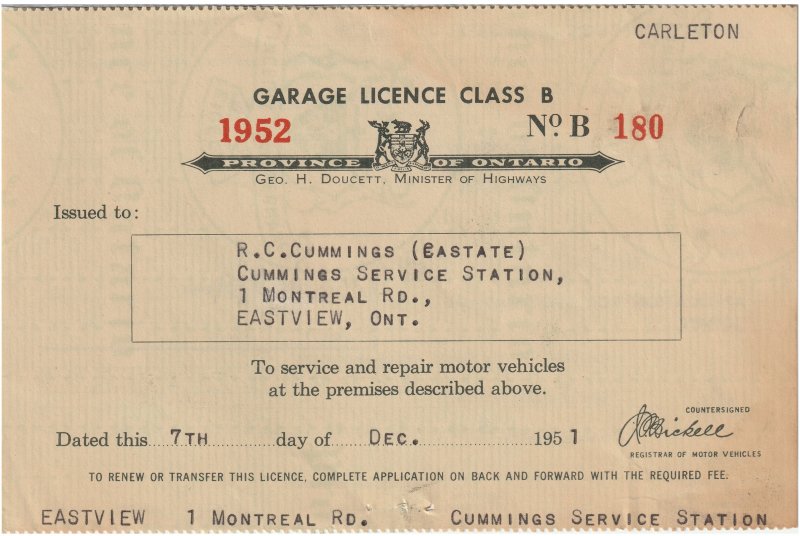 CARLETON
GARAGE LICENCE CLASS B
1952 Nº B 180
PROVINCE OF ONTARIO
GEO. H. DOUCETT, MINISTER OF HIGHWAYS
Issued to:
R.C.CUMMINGS (EASTATE)
CUMMINGS SERVICE STATION,
1 MONTREAL RD.,
EASTVIEW, ONT.
To service and repair motor vehicles
at the premises described above.
COUNTERSIGNED
Bickell
Dated this 7TH day of DEC. 1951
REGISTRAR OF MOTOR VEHICLES
TO RENEW OR TRANSFER THIS LICENCE, COMPLETE APPLICATION ON BACK AND FORWARD WITH THE REQUIRED FEE.
EASTVIEW 1 MONTREAL RD. CUMMINGS SERVICE STATION